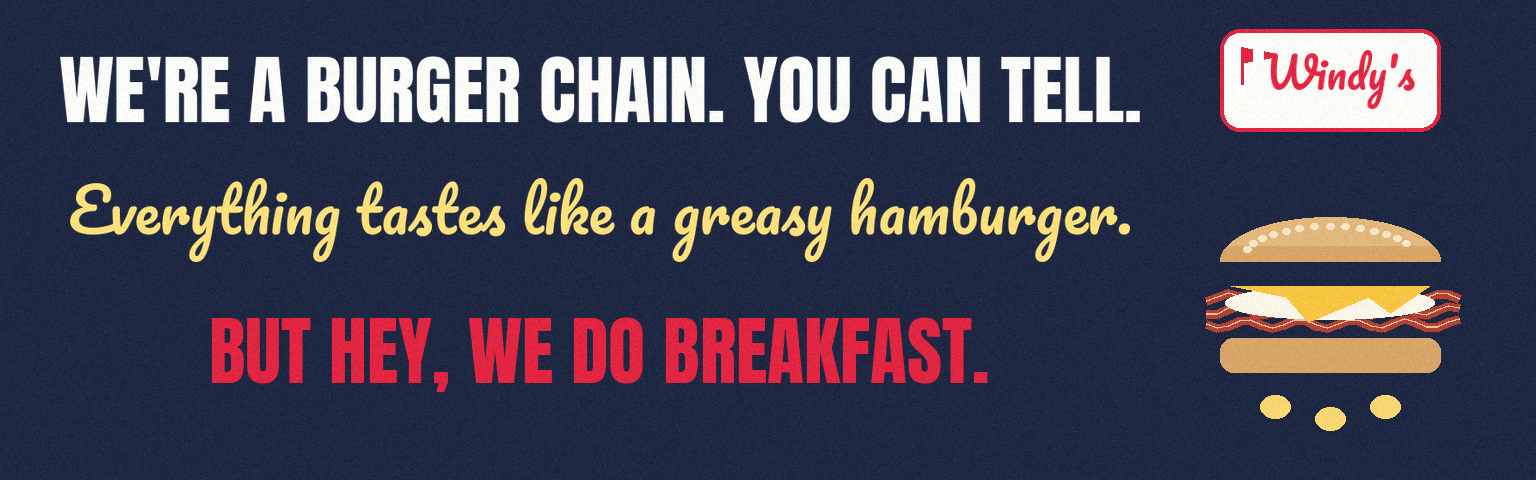 WE'RE A BURGER CHAIN. YOU CAN TELL.
Windy's
Everything tastes like a greasy hamburger.
BUT HEY, WE DO BREAKFAST.